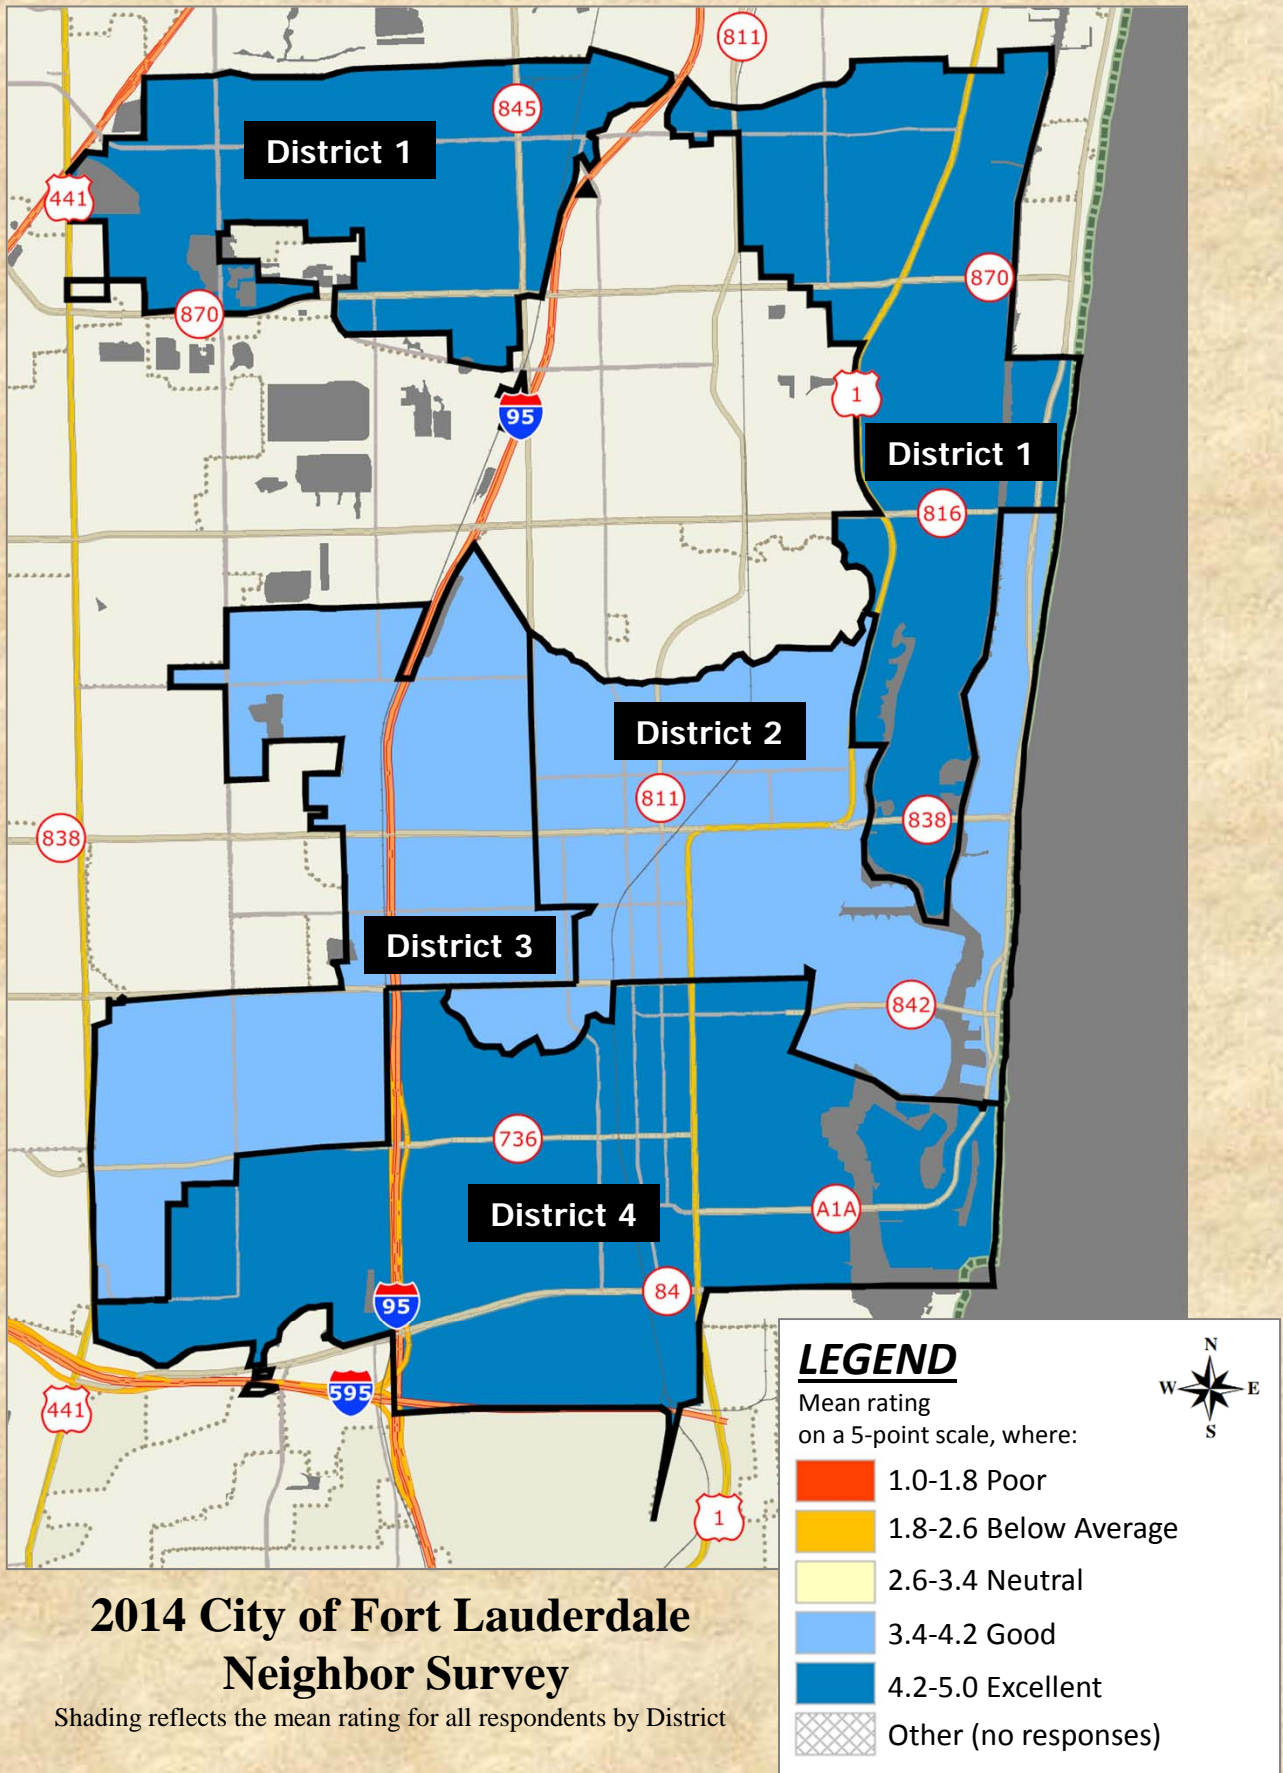 811
845
District 1
441
870
870
95
1
District 1
816
District 2
811
838
838
District 3
842
736
District 4
A1A
84
95
595
441
1
LEGEND
Mean rating
on a 5-point scale, where:
N
W E
S
1.0-1.8 Poor
1.8-2.6 Below Average
2.6-3.4 Neutral
3.4-4.2 Good
4.2-5.0 Excellent
Other (no responses)
2014 City of Fort Lauderdale
Neighbor Survey
Shading reflects the mean rating for all respondents by District